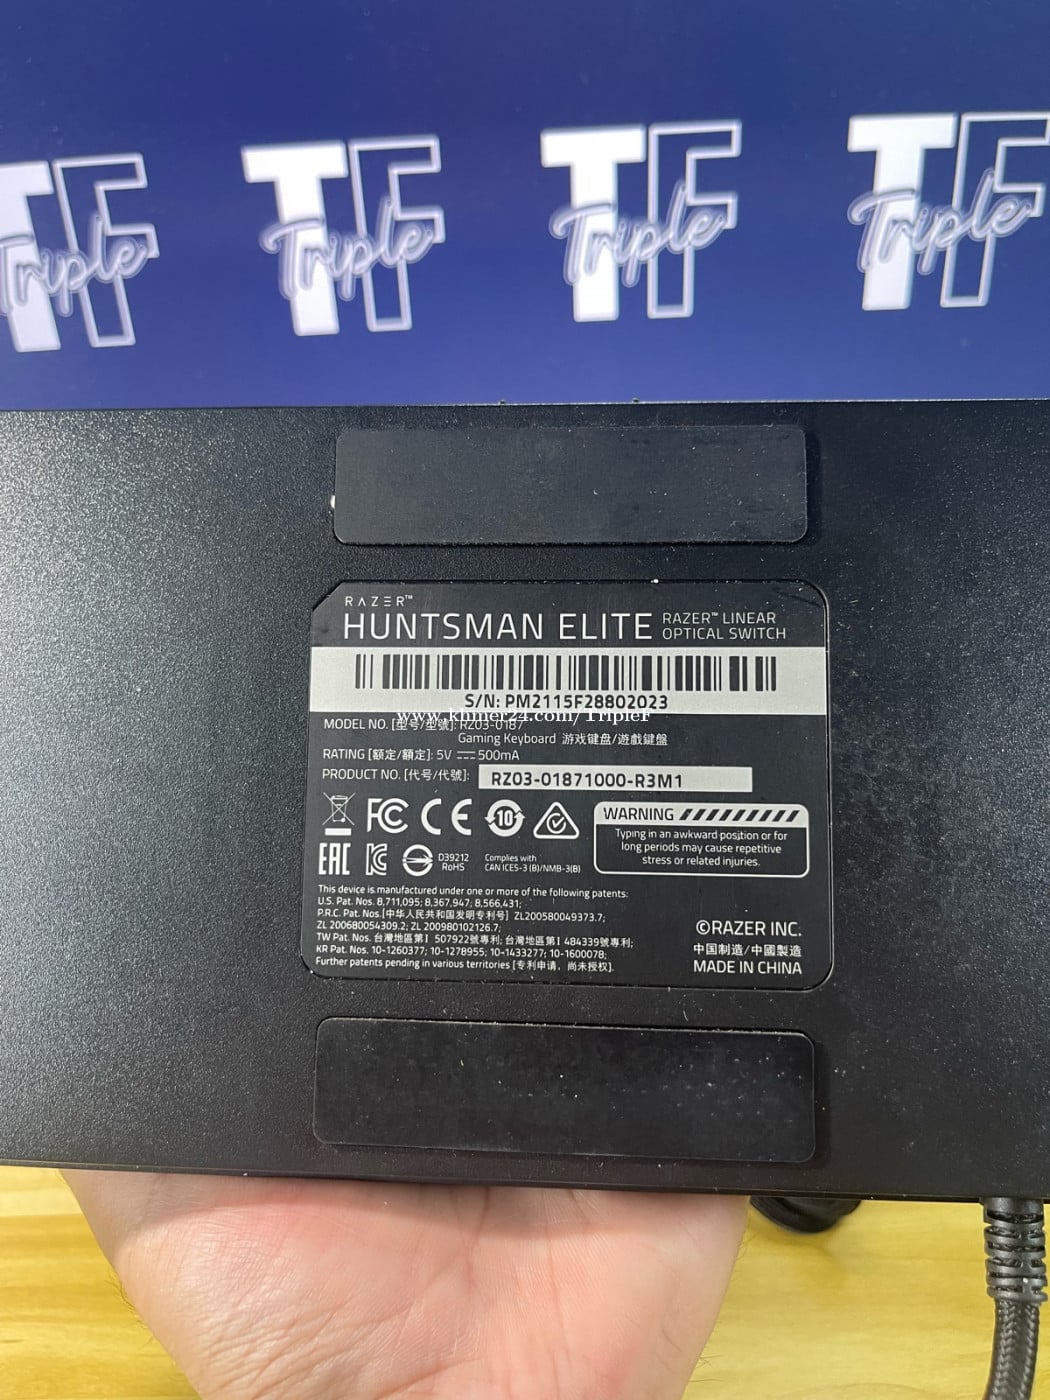 TF Triple TF Triple TF Triple TF Triple
RAZER™
HUNTSMAN ELITE RAZER™ LINEAR
OPTICAL SWITCH
S/N: PM2115F28802023
www.khmer24.com/TripleF
MODEL NO. [型号/型號]: RZ03-0187
Gaming Keyboard 游戏键盘/遊戲鍵盤
RATING [额定/額定]: 5V 500mA
PRODUCT NO. [代号/代號]: RZ03-01871000-R3M1
FC CE 10
WARNING
Typing in an awkward position or for
long periods may cause repetitive
stress or related injuries.
EAC KC D39212
RoHS
Complies with
CAN ICES-3 (B)/NMB-3(B)
This device is manufactured under one or more of the following patents:
U.S. Pat. Nos. 8,711,095; 8,367,947; 8,566,431;
P.R.C. Pat. Nos.[中华人民共和国发明专利号] ZL200580049373.7;
ZL 200680054309.2; ZL 200980102126.7;
TW Pat. Nos. 台灣地區第I 507922號專利; 台灣地區第I 484339號專利;
KR Pat. Nos. 10-1260377; 10-1278955; 10-1433277; 10-1600078;
Further patents pending in various territories [专利申请，尚未授权].
©RAZER INC.
中国制造/中國製造
MADE IN CHINA